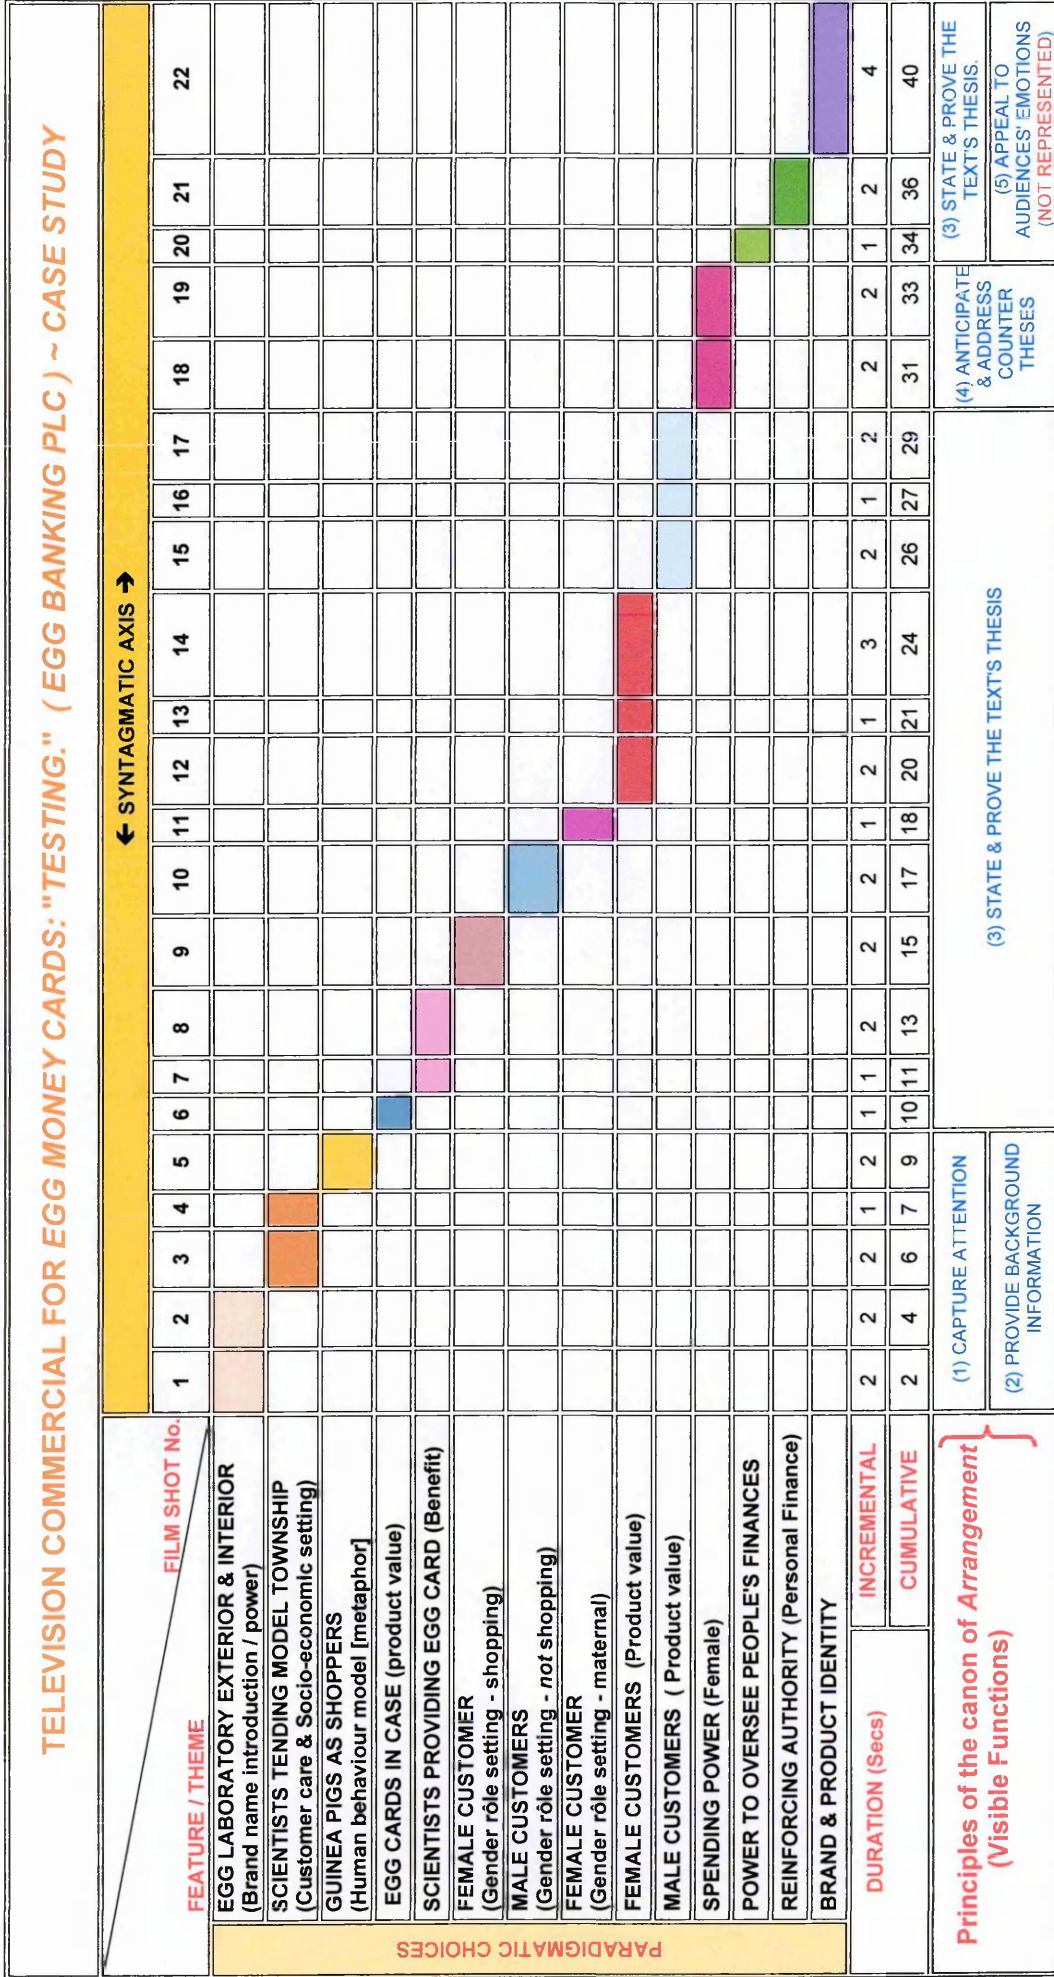 TELEVISION COMMERCIAL FOR EGG MONEY CARDS: "TESTING." ( EGG BANKING PLC ) ~ CASE STUDY
← SYNTAGMATIC AXIS →
FILM SHOT No.
FEATURE / THEME
1 2 3 4 5 6 7 8 9 10 11 12 13 14 15 16 17 18 19 20 21 22
PARADIGMATIC CHOICES
EGG LABORATORY EXTERIOR & INTERIOR
(Brand name introduction / power)
SCIENTISTS TENDING MODEL TOWNSHIP
(Customer care & Socio-economic setting)
GUINEA PIGS AS SHOPPERS
(Human behaviour model [metaphor]
EGG CARDS IN CASE (product value)
SCIENTISTS PROVIDING EGG CARD (Benefit)
FEMALE CUSTOMER
(Gender rôle setting - shopping)
MALE CUSTOMERS
(Gender rôle setting - not shopping)
FEMALE CUSTOMER
(Gender rôle setting - maternal)
FEMALE CUSTOMERS (Product value)
MALE CUSTOMERS ( Product value)
SPENDING POWER (Female)
POWER TO OVERSEE PEOPLE'S FINANCES
REINFORCING AUTHORITY (Personal Finance)
BRAND & PRODUCT IDENTITY
DURATION (Secs)
INCREMENTAL 2 2 2 1 2 1 1 2 2 2 1 2 1 3 2 1 2 2 2 1 2 4
CUMULATIVE 2 4 6 7 9 10 11 13 15 17 18 20 21 24 26 27 29 31 33 34 36 40
Principles of the canon of Arrangement
(Visible Functions)
(1) CAPTURE ATTENTION
(2) PROVIDE BACKGROUND
INFORMATION
(3) STATE & PROVE THE TEXT'S THESIS
(4) ANTICIPATE
& ADDRESS
COUNTER
THESES
(3) STATE & PROVE THE
TEXT'S THESIS.
(5) APPEAL TO
AUDIENCES' EMOTIONS
(NOT REPRESENTED)